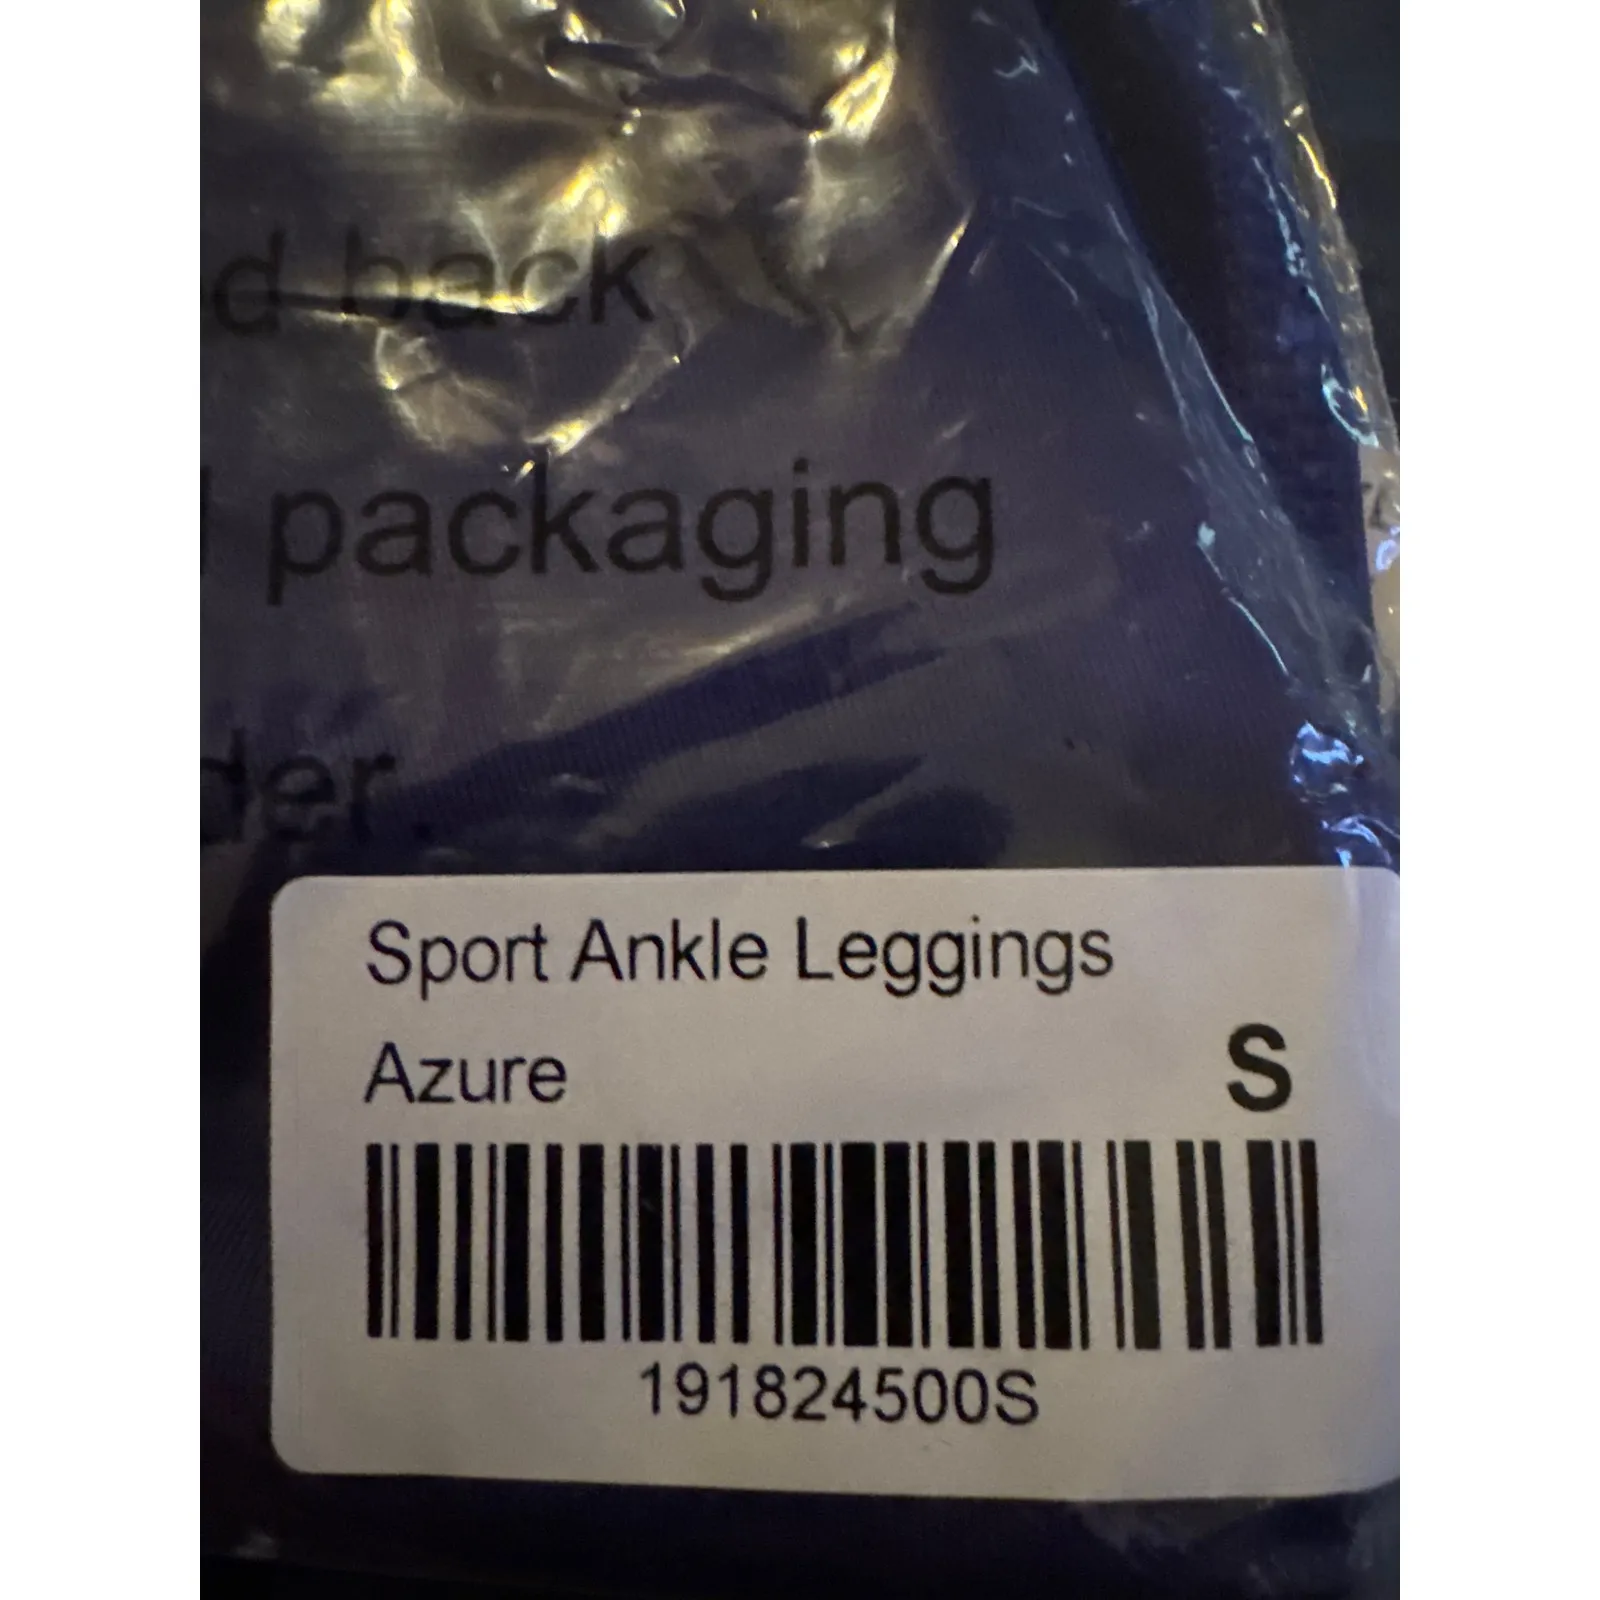 d back
packaging
der.
Sport Ankle Leggings
Azure
S
191824500S